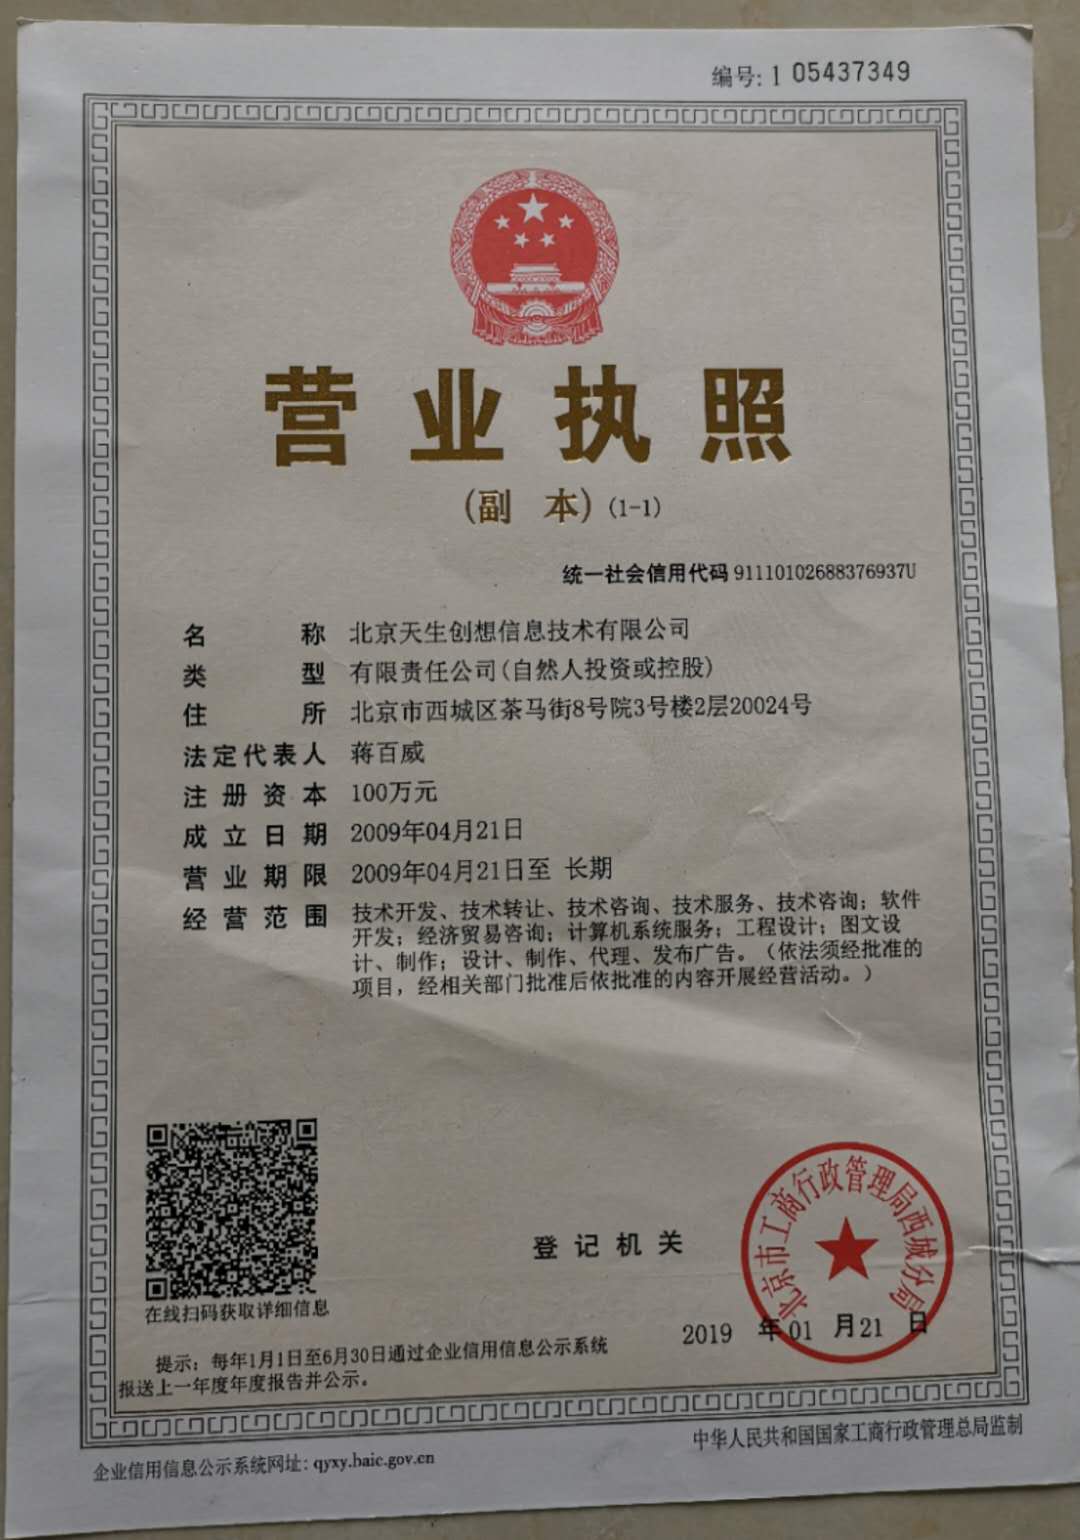 编号: 1 05437349
营业执照
(副 本) (1-1)
统一社会信用代码 91110102688376937U
名 称 北京天生创想信息技术有限公司
类 型 有限责任公司(自然人投资或控股)
住 所 北京市西城区茶马街8号院3号楼2层20024号
法定代表人 蒋百威
注册资本 100万元
成立日期 2009年04月21日
营业期限 2009年04月21日至 长期
经营范围 技术开发、技术转让、技术咨询、技术服务、技术咨询；软件
开发；经济贸易咨询；计算机系统服务；工程设计；图文设
计、制作；设计、制作、代理、发布广告。（依法须经批准的
项目，经相关部门批准后依批准的内容开展经营活动。）
在线扫码获取详细信息
登记机关
北京市工商行政管理局西城分局
2019 年 01 月 21 日
提示：每年1月1日至6月30日通过企业信用信息公示系统
报送上一年度年度报告并公示。
企业信用信息公示系统网址: qyxy.baic.gov.cn
中华人民共和国国家工商行政管理总局监制